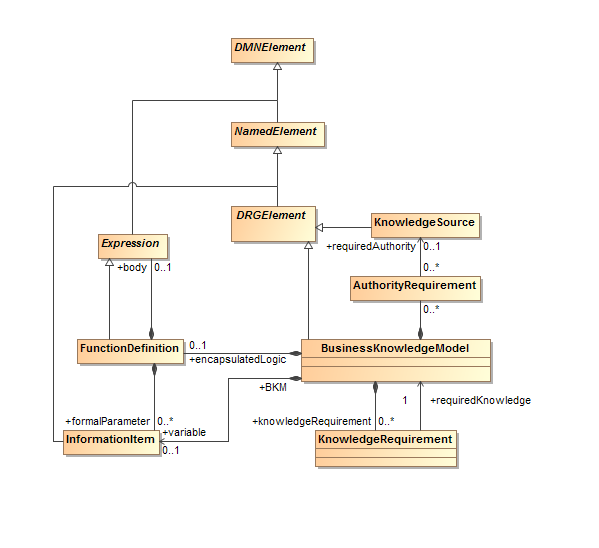 DMNElement
NamedElement
DRGElement
KnowledgeSource
+requiredAuthority 0..1
Expression
+body 0..1
0..*
AuthorityRequirement
0..*
FunctionDefinition
0..1
+encapsulatedLogic
BusinessKnowledgeModel
+BKM
1 +requiredKnowledge
+formalParameter 0..*
+knowledgeRequirement 0..*
+variable
InformationItem
0..1
KnowledgeRequirement